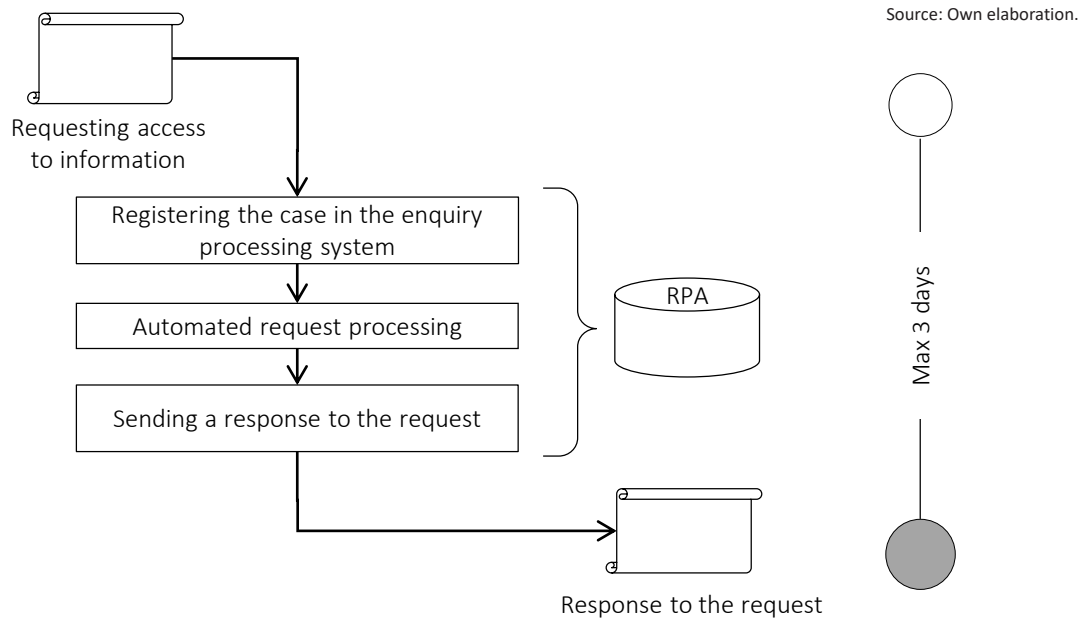 Source: Own elaboration.
Requesting access
to information
Registering the case in the enquiry
processing system
RPA
Automated request processing
Max 3 days
Sending a response to the request
Response to the request